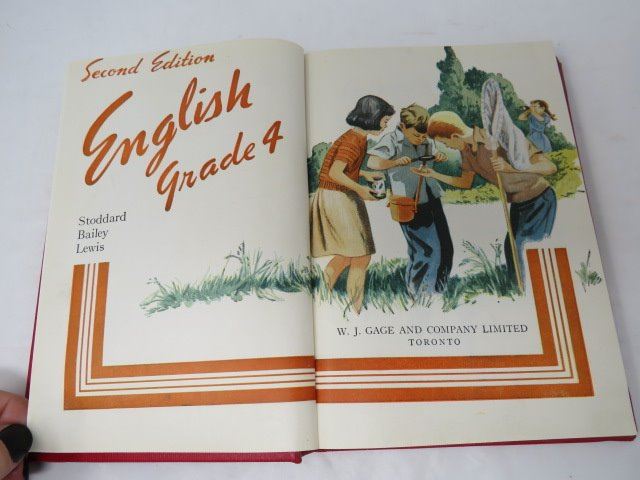 Second Edition
English
Grade 4
Stoddard
Bailey
Lewis
W. J. GAGE AND COMPANY LIMITED
TORONTO